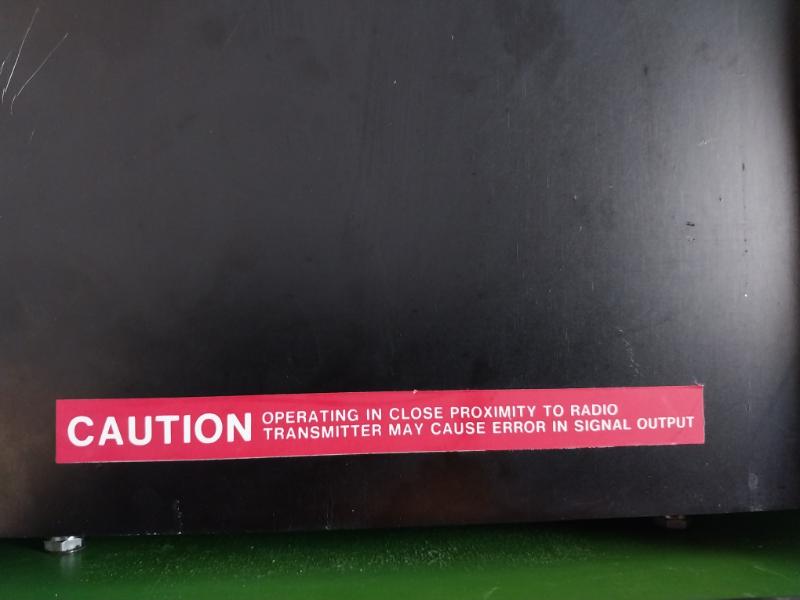 CAUTION OPERATING IN CLOSE PROXIMITY TO RADIO
TRANSMITTER MAY CAUSE ERROR IN SIGNAL OUTPUT